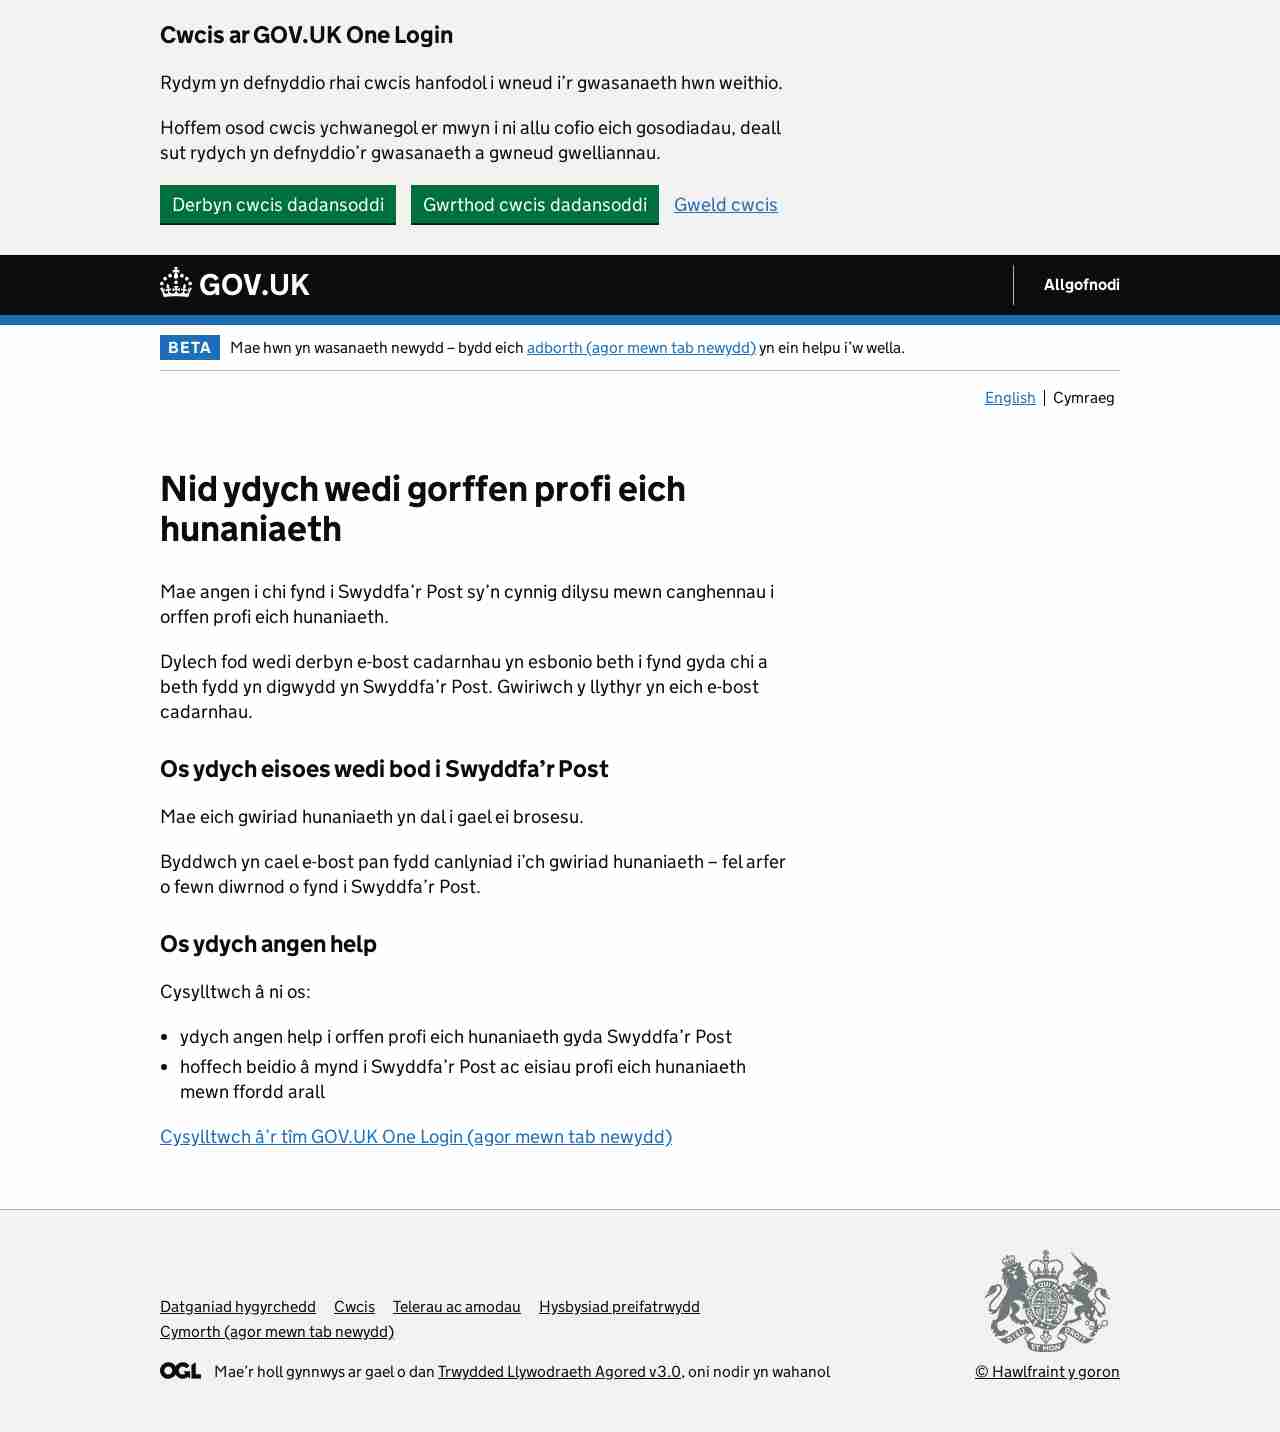 Cwcis ar GOV.UK One Login
Rydym yn defnyddio rhai cwcis hanfodol i wneud i’r gwasanaeth hwn weithio.
Hoffem osod cwcis ychwanegol er mwyn i ni allu cofio eich gosodiadau, deall
sut rydych yn defnyddio’r gwasanaeth a gwneud gwelliannau.
Derbyn cwcis dadansoddi Gwrthod cwcis dadansoddi Gweld cwcis
GOV.UK Allgofnodi
BETA Mae hwn yn wasanaeth newydd – bydd eich adborth (agor mewn tab newydd) yn ein helpu i’w wella.
English Cymraeg
Nid ydych wedi gorffen profi eich
hunaniaeth
Mae angen i chi fynd i Swyddfa’r Post sy’n cynnig dilysu mewn canghennau i
orffen profi eich hunaniaeth.
Dylech fod wedi derbyn e-bost cadarnhau yn esbonio beth i fynd gyda chi a
beth fydd yn digwydd yn Swyddfa’r Post. Gwiriwch y llythyr yn eich e-bost
cadarnhau.
Os ydych eisoes wedi bod i Swyddfa’r Post
Mae eich gwiriad hunaniaeth yn dal i gael ei brosesu.
Byddwch yn cael e-bost pan fydd canlyniad i’ch gwiriad hunaniaeth – fel arfer
o fewn diwrnod o fynd i Swyddfa’r Post.
Os ydych angen help
Cysylltwch â ni os:
• ydych angen help i orffen profi eich hunaniaeth gyda Swyddfa’r Post
• hoffech beidio â mynd i Swyddfa’r Post ac eisiau profi eich hunaniaeth
mewn ffordd arall
Cysylltwch â’r tîm GOV.UK One Login (agor mewn tab newydd)
Datganiad hygyrchedd Cwcis Telerau ac amodau Hysbysiad preifatrwydd
Cymorth (agor mewn tab newydd)
OGL Mae’r holl gynnwys ar gael o dan Trwydded Llywodraeth Agored v3.0, oni nodir yn wahanol
© Hawlfraint y goron